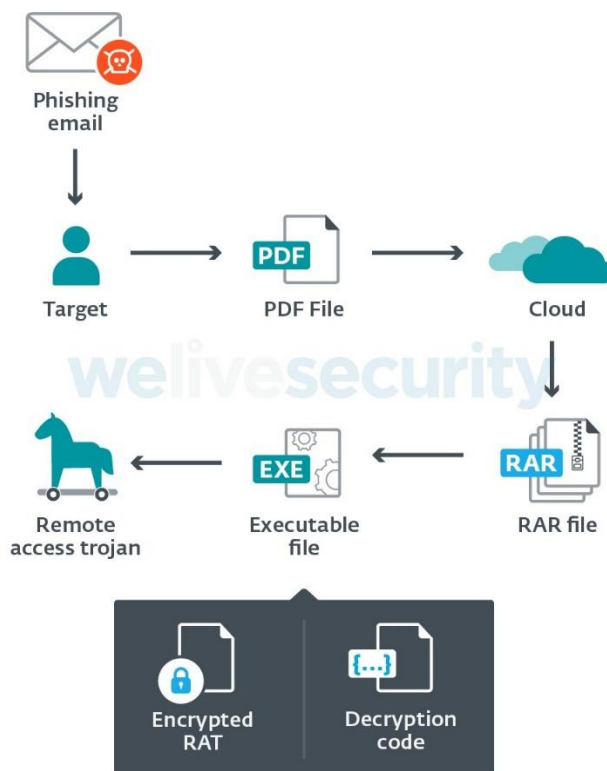 Phishing
email
Target
PDF
PDF File
Cloud
welivesecurity
Remote
access trojan
EXE
Executable
file
RAR
RAR file
Encrypted
RAT
{...}
Decryption
code